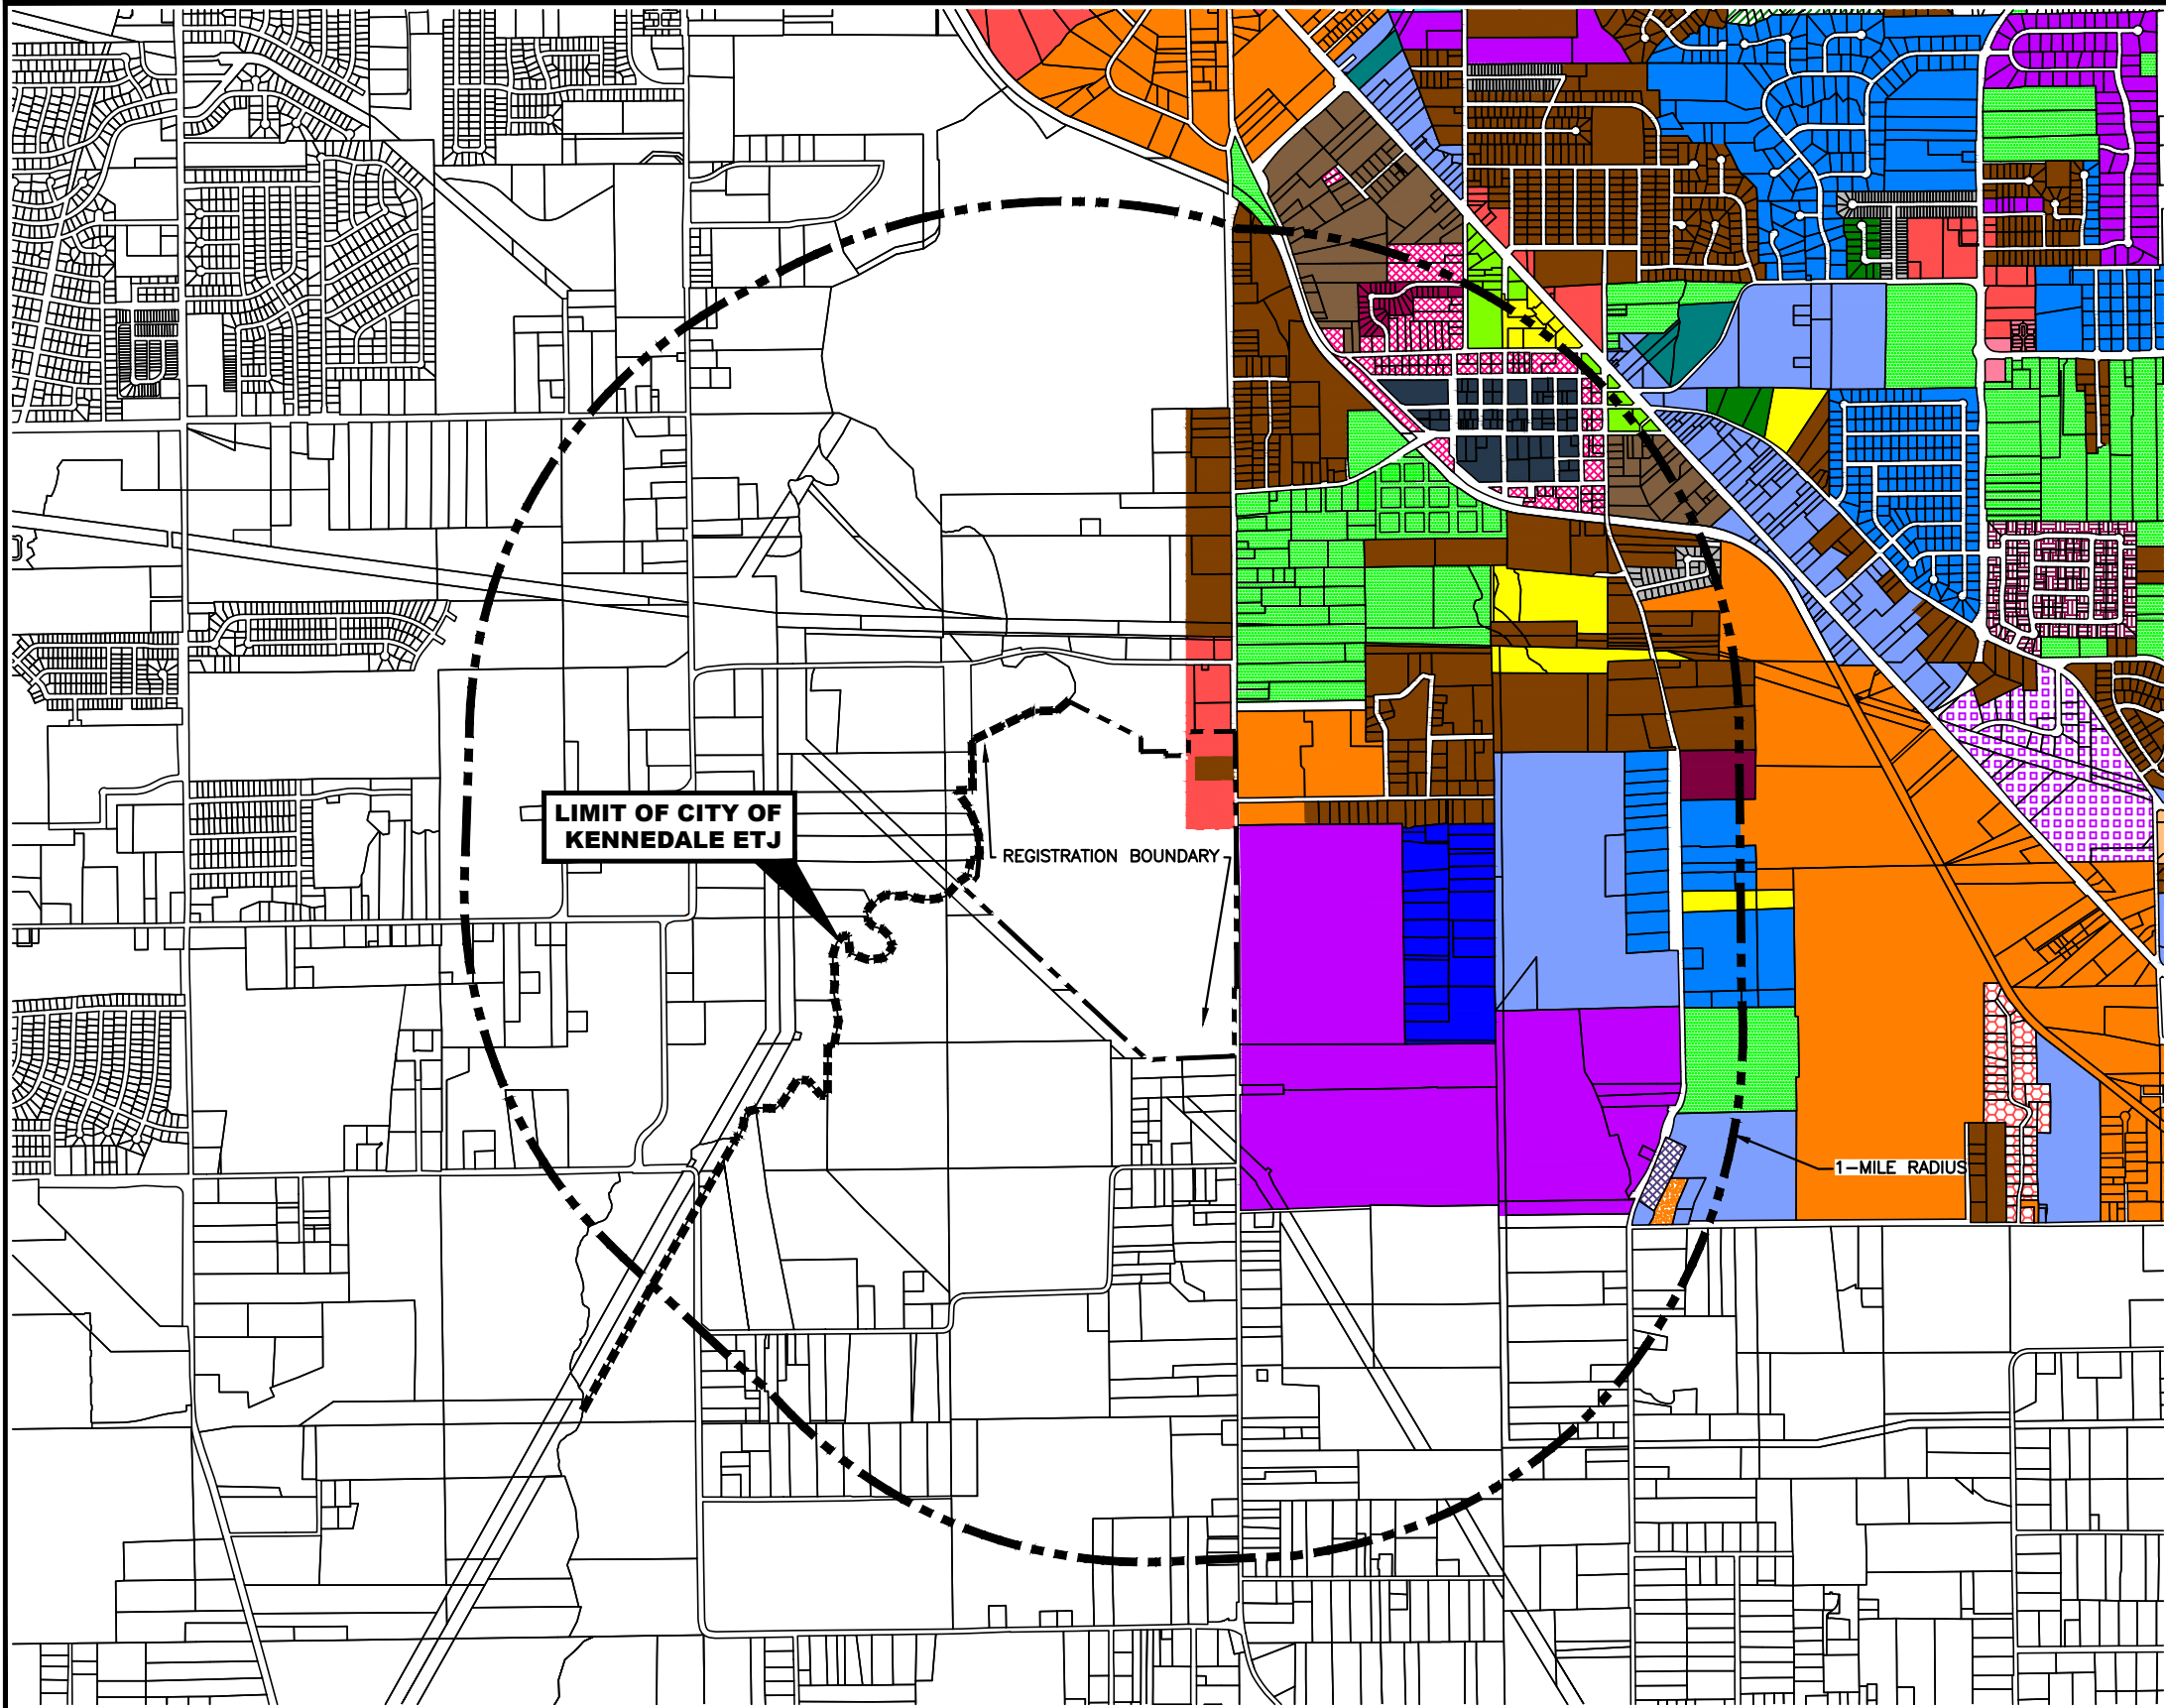 LIMIT OF CITY OF
KENNEDALE ETJ
REGISTRATION BOUNDARY
1-MILE RADIUS